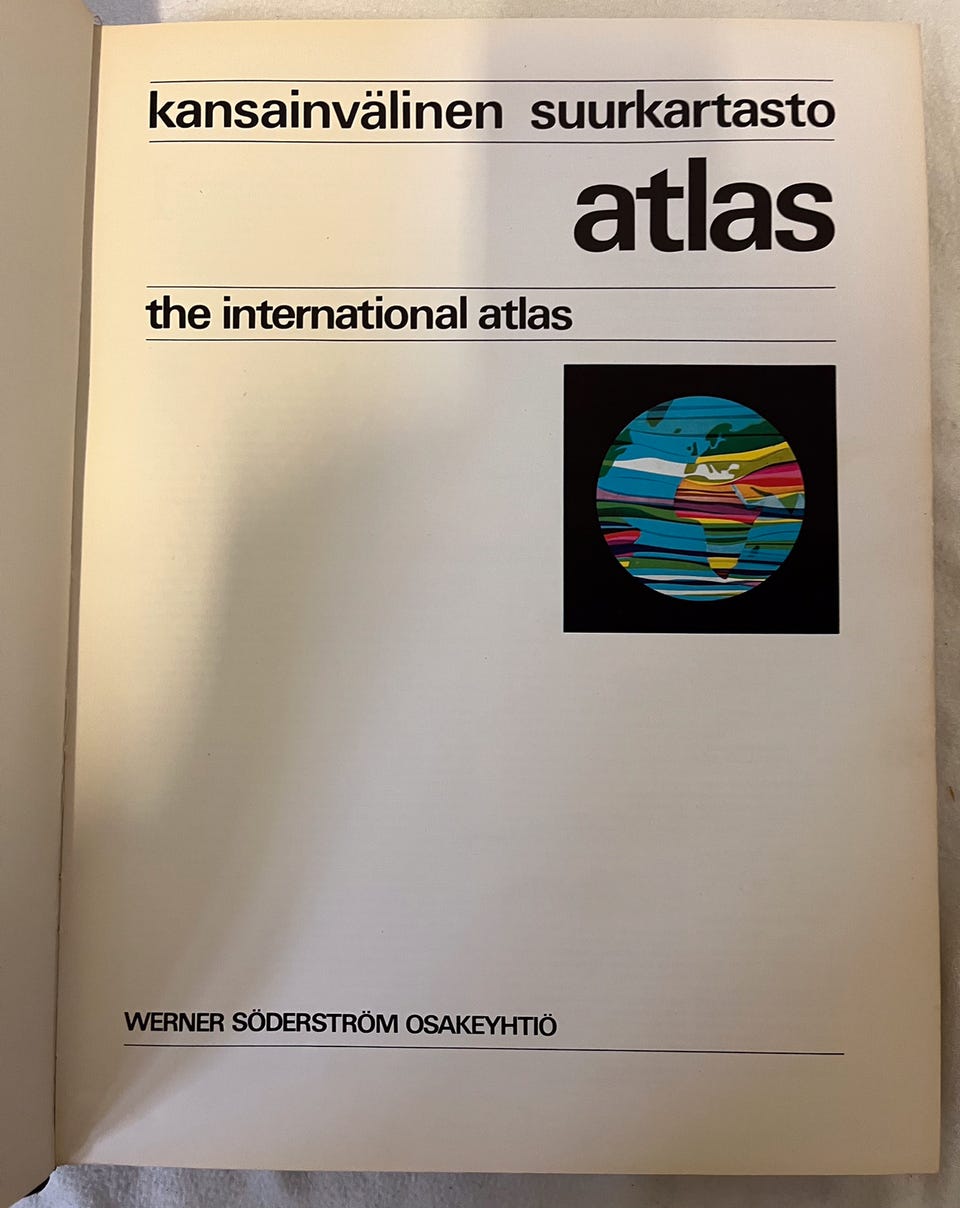 kansainvälinen suurkartasto
atlas
the international atlas
WERNER SÖDERSTRÖM OSAKEYHTIÖ